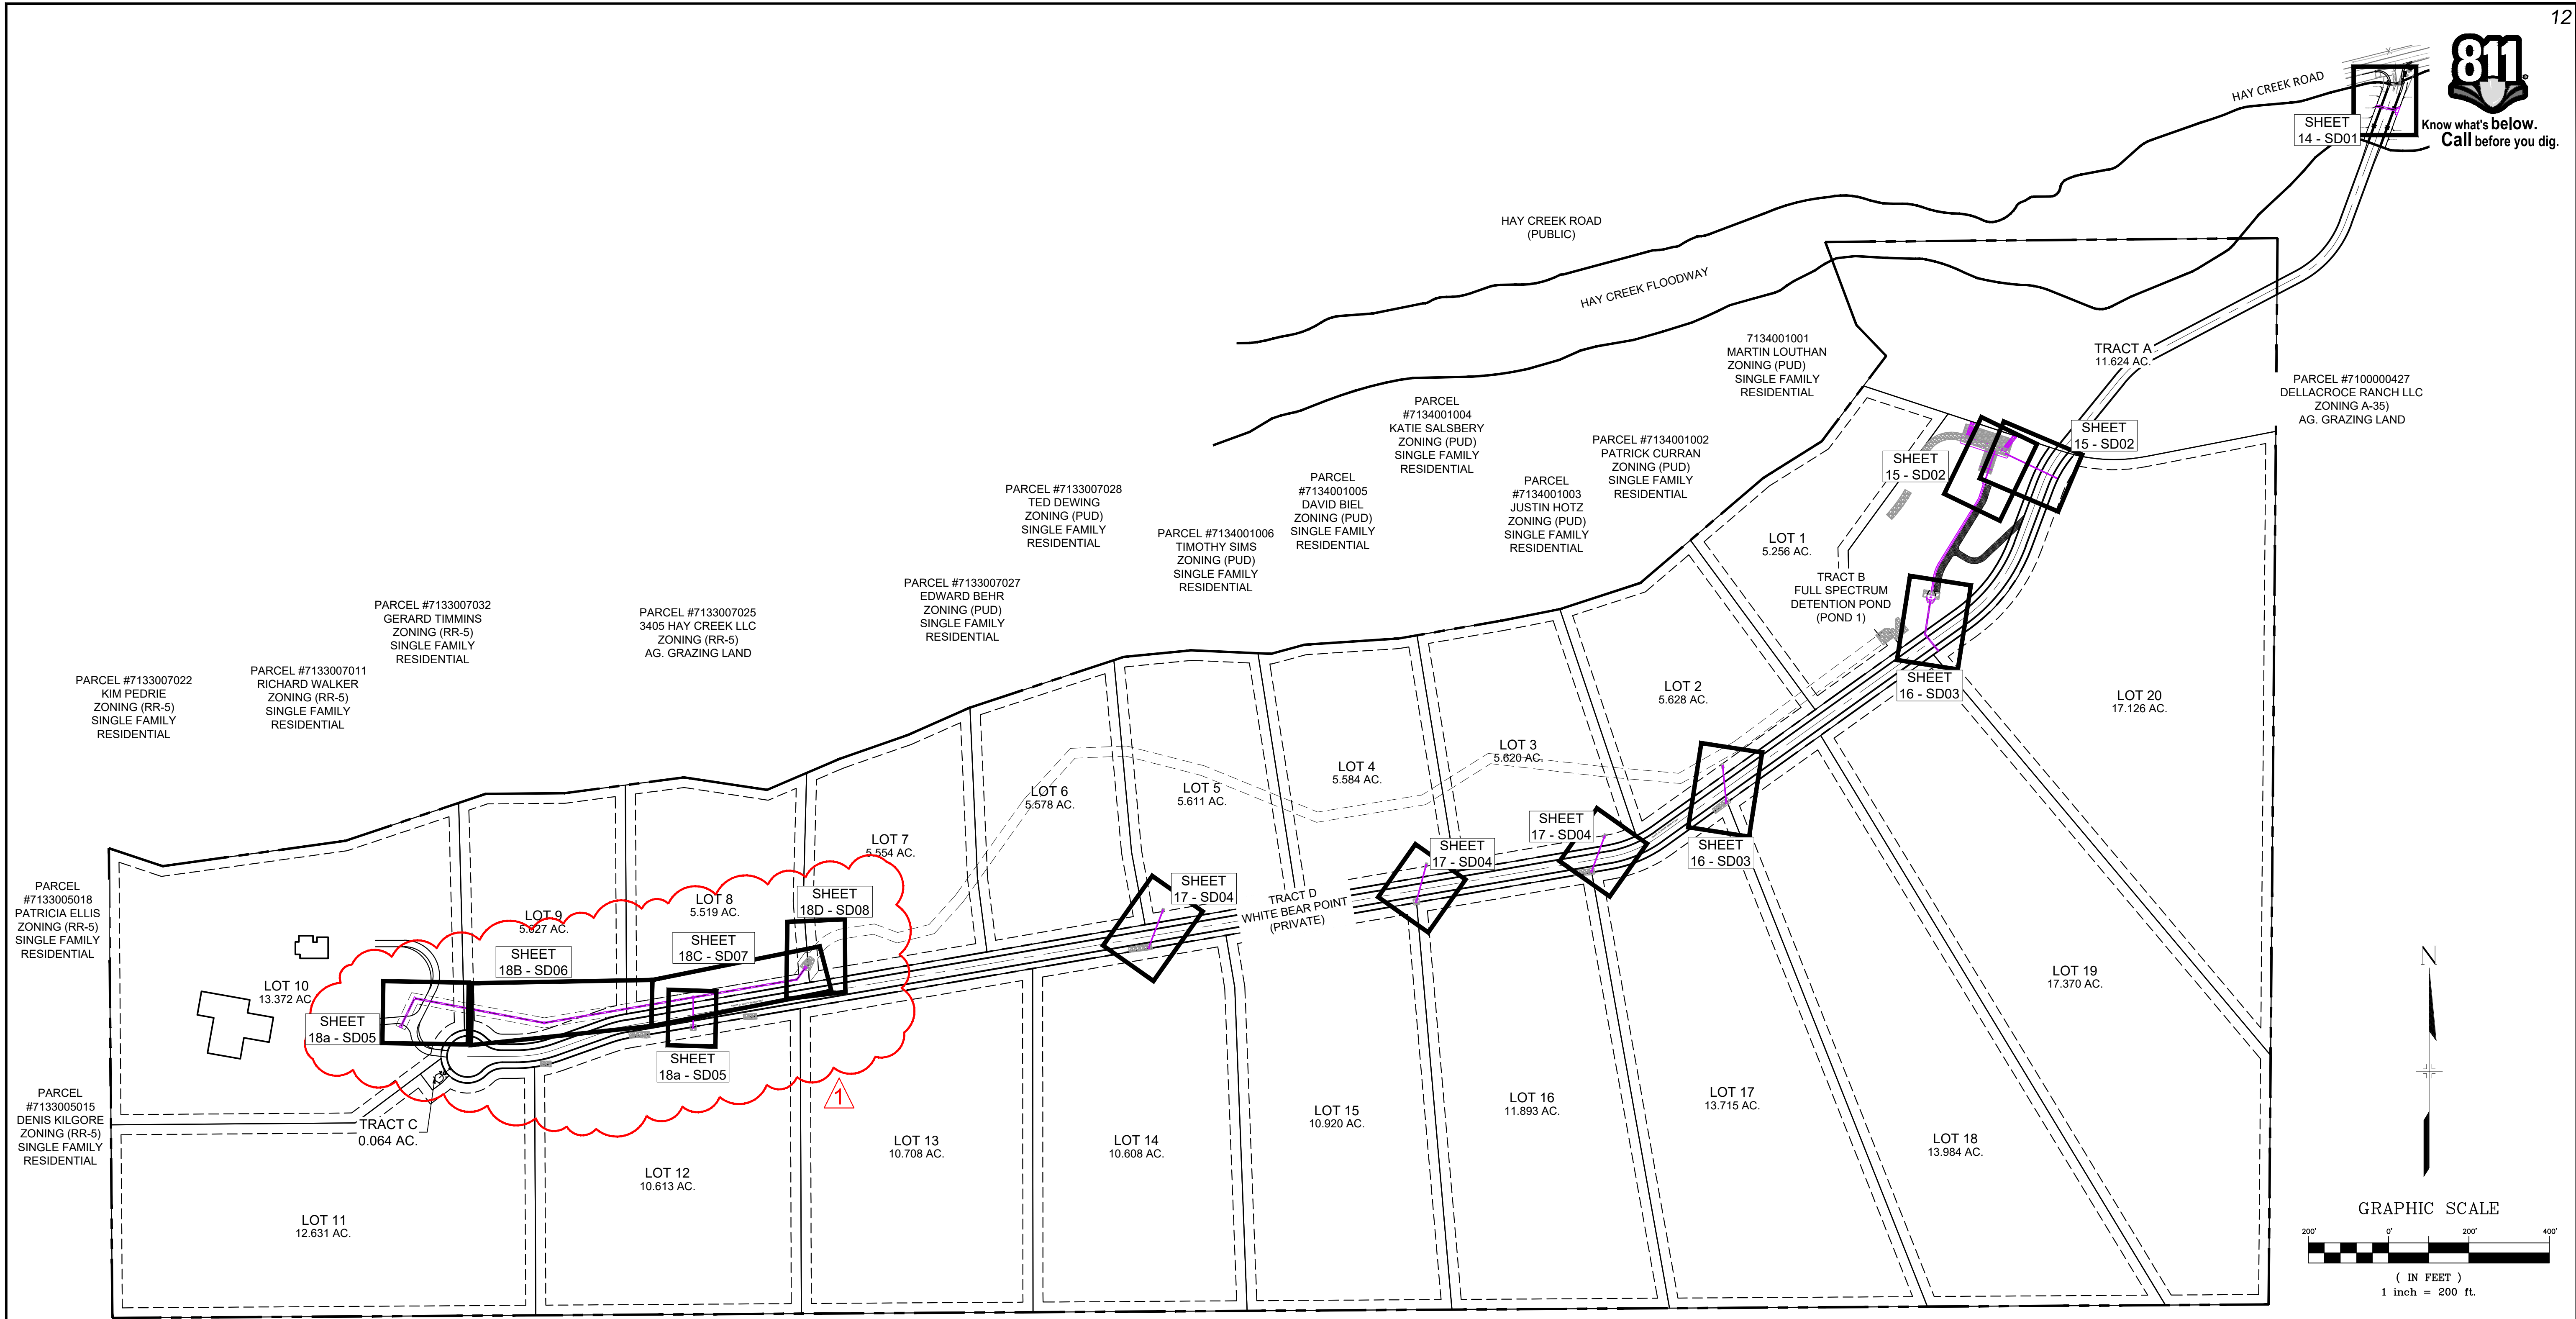 12
811
Know what's below.
Call before you dig.
HAY CREEK ROAD
SHEET
14 - SD01
HAY CREEK ROAD
(PUBLIC)
HAY CREEK FLOODWAY
7134001001
MARTIN LOUTHAN
ZONING (PUD)
SINGLE FAMILY
RESIDENTIAL
TRACT A
11.624 AC.
PARCEL #7100000427
DELLACROCE RANCH LLC
ZONING A-35)
AG. GRAZING LAND
PARCEL
#7134001004
KATIE SALSBERY
ZONING (PUD)
SINGLE FAMILY
RESIDENTIAL
PARCEL #7134001002
PATRICK CURRAN
ZONING (PUD)
SINGLE FAMILY
RESIDENTIAL
SHEET
15 - SD02
SHEET
15 - SD02
PARCEL #7133007028
TED DEWING
ZONING (PUD)
SINGLE FAMILY
RESIDENTIAL
PARCEL
#7134001005
DAVID BIEL
ZONING (PUD)
SINGLE FAMILY
RESIDENTIAL
PARCEL
#7134001003
JUSTIN HOTZ
ZONING (PUD)
SINGLE FAMILY
RESIDENTIAL
PARCEL #7134001006
TIMOTHY SIMS
ZONING (PUD)
SINGLE FAMILY
RESIDENTIAL
LOT 1
5.256 AC.
TRACT B
FULL SPECTRUM
DETENTION POND
(POND 1)
PARCEL #7133007027
EDWARD BEHR
ZONING (PUD)
SINGLE FAMILY
RESIDENTIAL
PARCEL #7133007032
GERARD TIMMINS
ZONING (RR-5)
SINGLE FAMILY
RESIDENTIAL
PARCEL #7133007025
3405 HAY CREEK LLC
ZONING (RR-5)
AG. GRAZING LAND
PARCEL #7133007011
RICHARD WALKER
ZONING (RR-5)
SINGLE FAMILY
RESIDENTIAL
PARCEL #7133007022
KIM PEDRIE
ZONING (RR-5)
SINGLE FAMILY
RESIDENTIAL
SHEET
16 - SD03
LOT 2
5.628 AC.
LOT 20
17.126 AC.
LOT 3
5.620 AC.
LOT 4
5.584 AC.
LOT 5
5.611 AC.
LOT 6
5.578 AC.
LOT 7
5.554 AC.
SHEET
17 - SD04
SHEET
17 - SD04
SHEET
16 - SD03
SHEET
17 - SD04
TRACT D
WHITE BEAR POINT
(PRIVATE)
PARCEL
#7133005018
PATRICIA ELLIS
ZONING (RR-5)
SINGLE FAMILY
RESIDENTIAL
LOT 8
5.519 AC.
SHEET
18D - SD08
LOT 9
5.627 AC.
SHEET
18B - SD06
SHEET
18C - SD07
LOT 10
13.372 AC
SHEET
18a - SD05
SHEET
18a - SD05
1
LOT 19
17.370 AC.
N
PARCEL
#7133005015
DENIS KILGORE
ZONING (RR-5)
SINGLE FAMILY
RESIDENTIAL
TRACT C
0.064 AC.
LOT 11
12.631 AC.
LOT 12
10.613 AC.
LOT 13
10.708 AC.
LOT 14
10.608 AC.
LOT 15
10.920 AC.
LOT 16
11.893 AC.
LOT 17
13.715 AC.
LOT 18
13.984 AC.
GRAPHIC SCALE
200' 0' 200' 400'
( IN FEET )
1 inch = 200 ft.